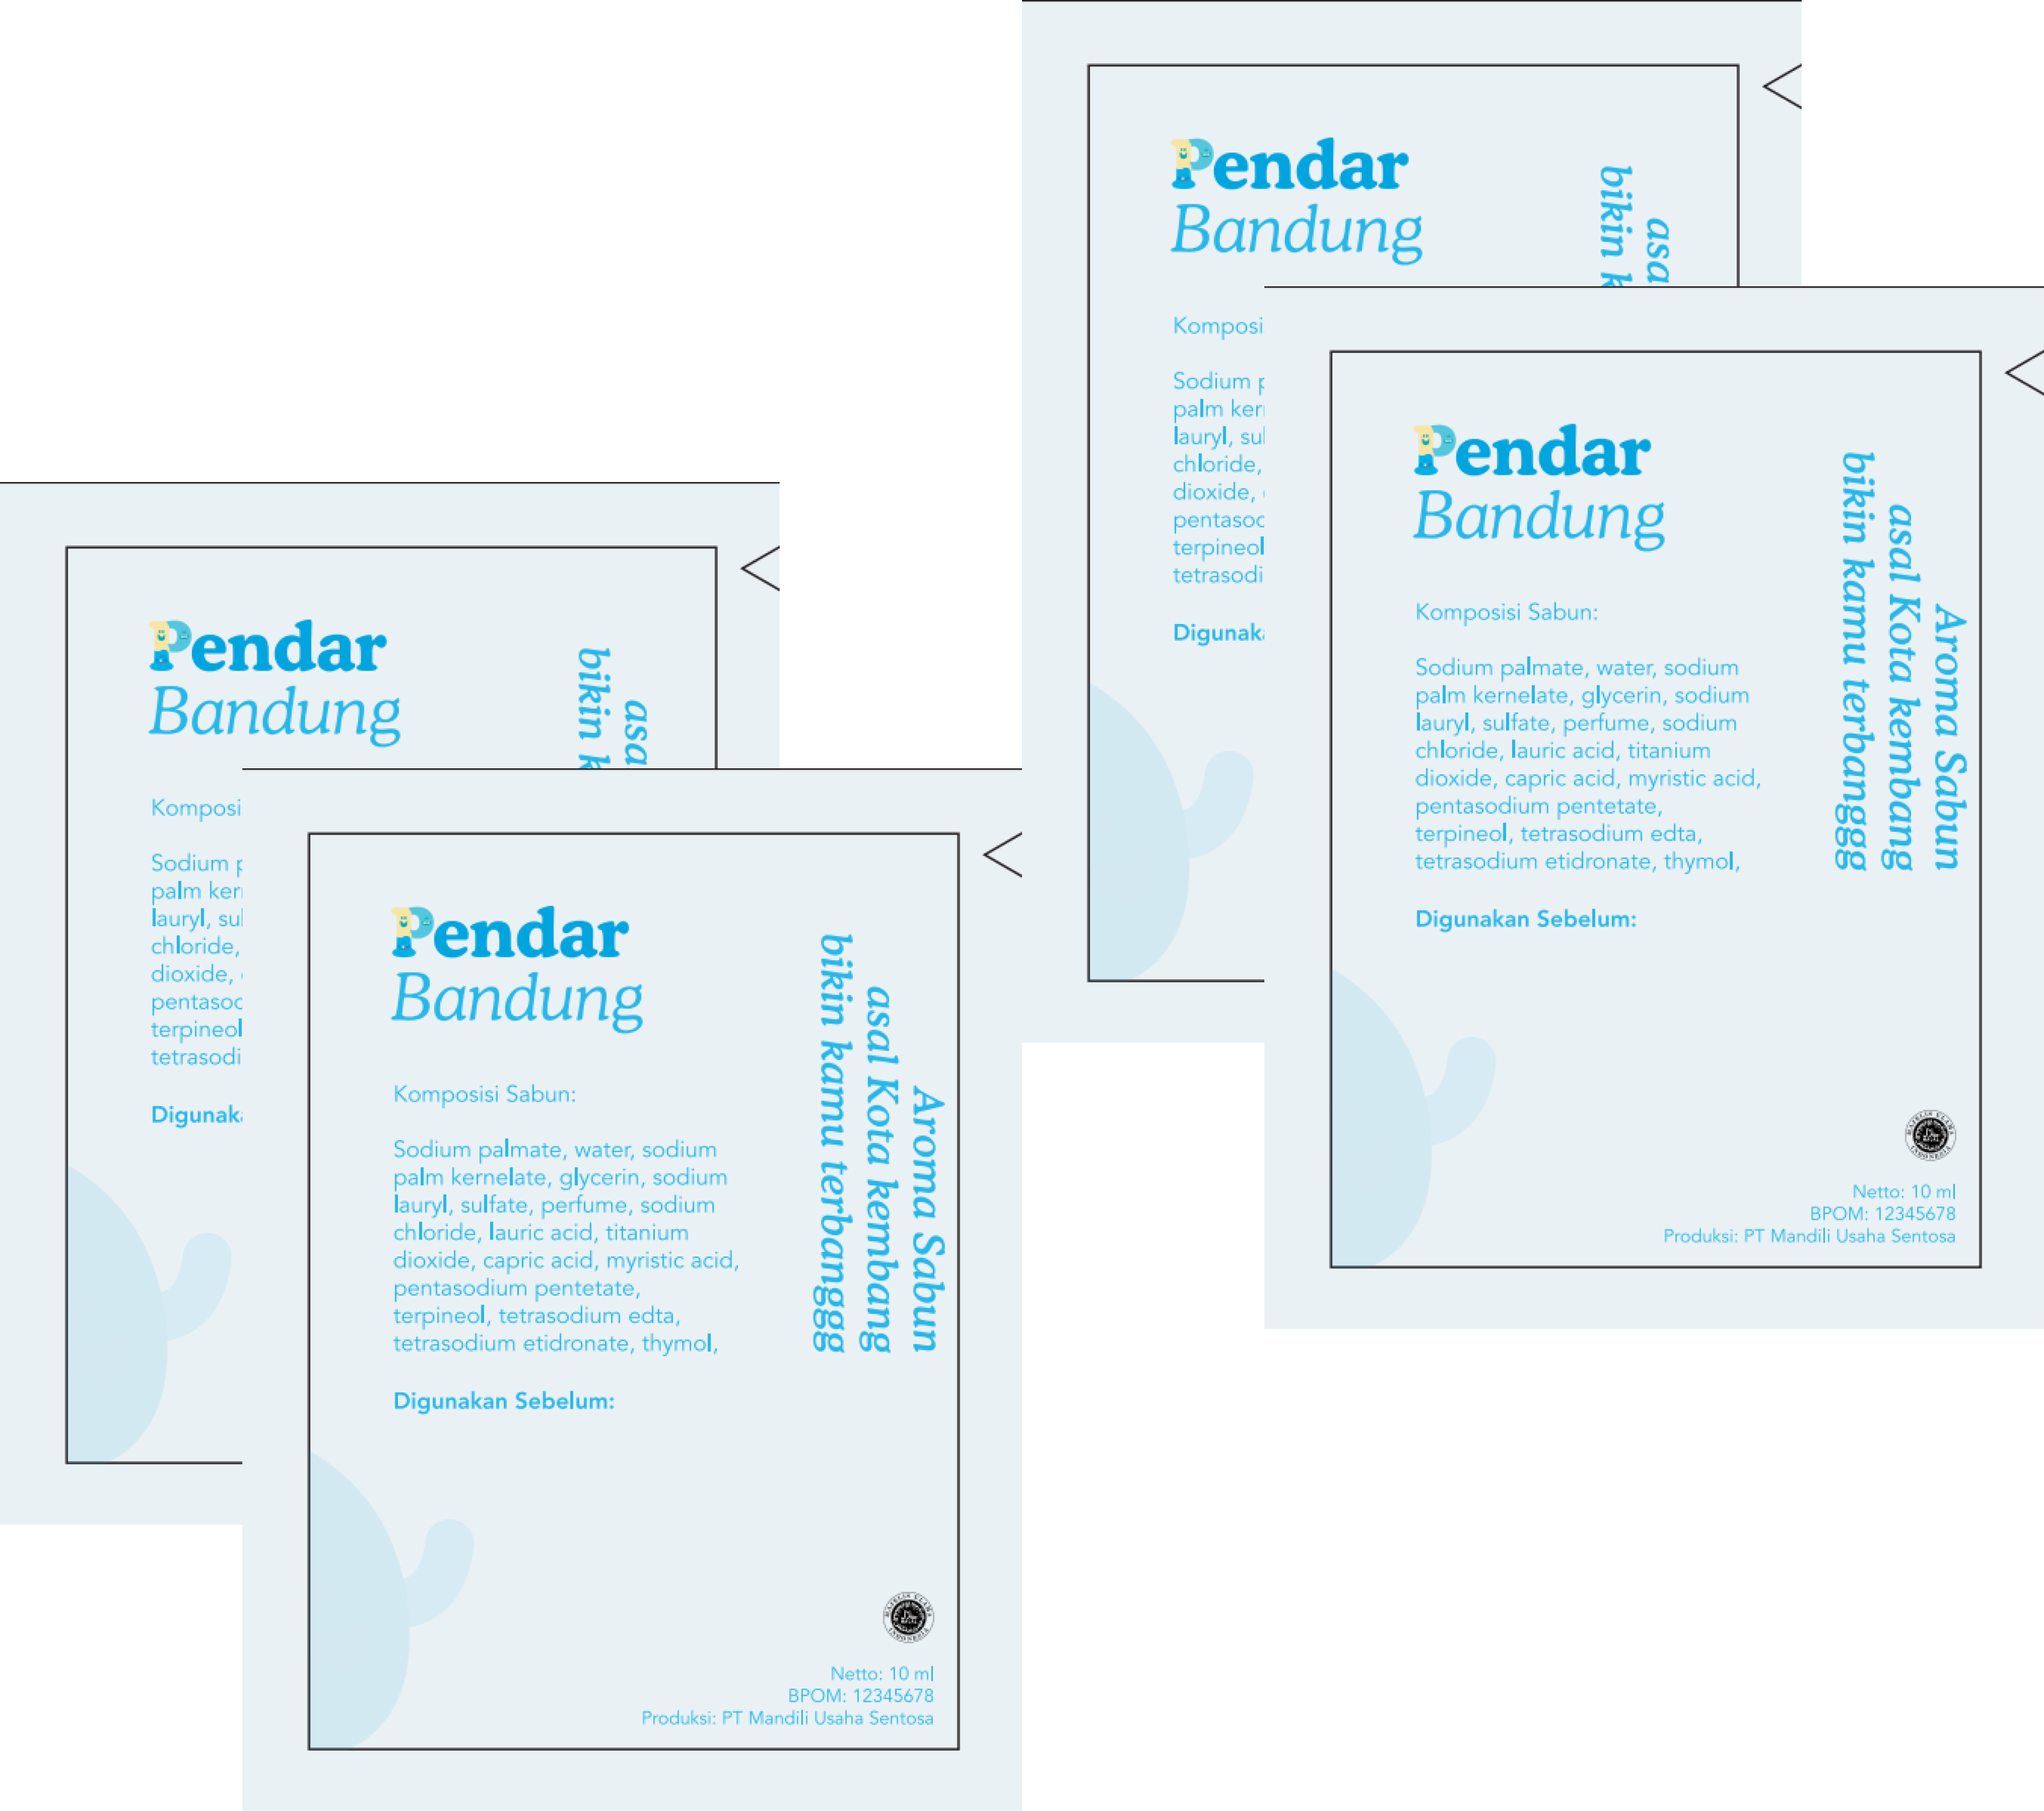 Pendar
Bandung
bikin k
asa
Komposi
Sodium p
palm ker
lauryl, sul
chloride,
dioxide,
pentasoc
terpineol
tetrasodi
Digunak
Pendar
Bandung
Aroma Sabun
asal Kota kembang
bikin kamu terbanggg
Komposisi Sabun:
Sodium palmate, water, sodium
palm kernelate, glycerin, sodium
lauryl, sulfate, perfume, sodium
chloride, lauric acid, titanium
dioxide, capric acid, myristic acid,
pentasodium pentetate,
terpineol, tetrasodium edta,
tetrasodium etidronate, thymol,
Digunakan Sebelum:
MAJELIS ULAMA
INDONESIA
Netto: 10 ml
BPOM: 12345678
Produksi: PT Mandili Usaha Sentosa
Pendar
Bandung
bikin k
asa
Komposi
Sodium p
palm ker
lauryl, sul
chloride,
dioxide,
pentasoc
terpineol
tetrasodi
Digunak
Pendar
Bandung
Aroma Sabun
asal Kota kembang
bikin kamu terbanggg
Komposisi Sabun:
Sodium palmate, water, sodium
palm kernelate, glycerin, sodium
lauryl, sulfate, perfume, sodium
chloride, lauric acid, titanium
dioxide, capric acid, myristic acid,
pentasodium pentetate,
terpineol, tetrasodium edta,
tetrasodium etidronate, thymol,
Digunakan Sebelum:
MAJELIS ULAMA
INDONESIA
Netto: 10 ml
BPOM: 12345678
Produksi: PT Mandili Usaha Sentosa